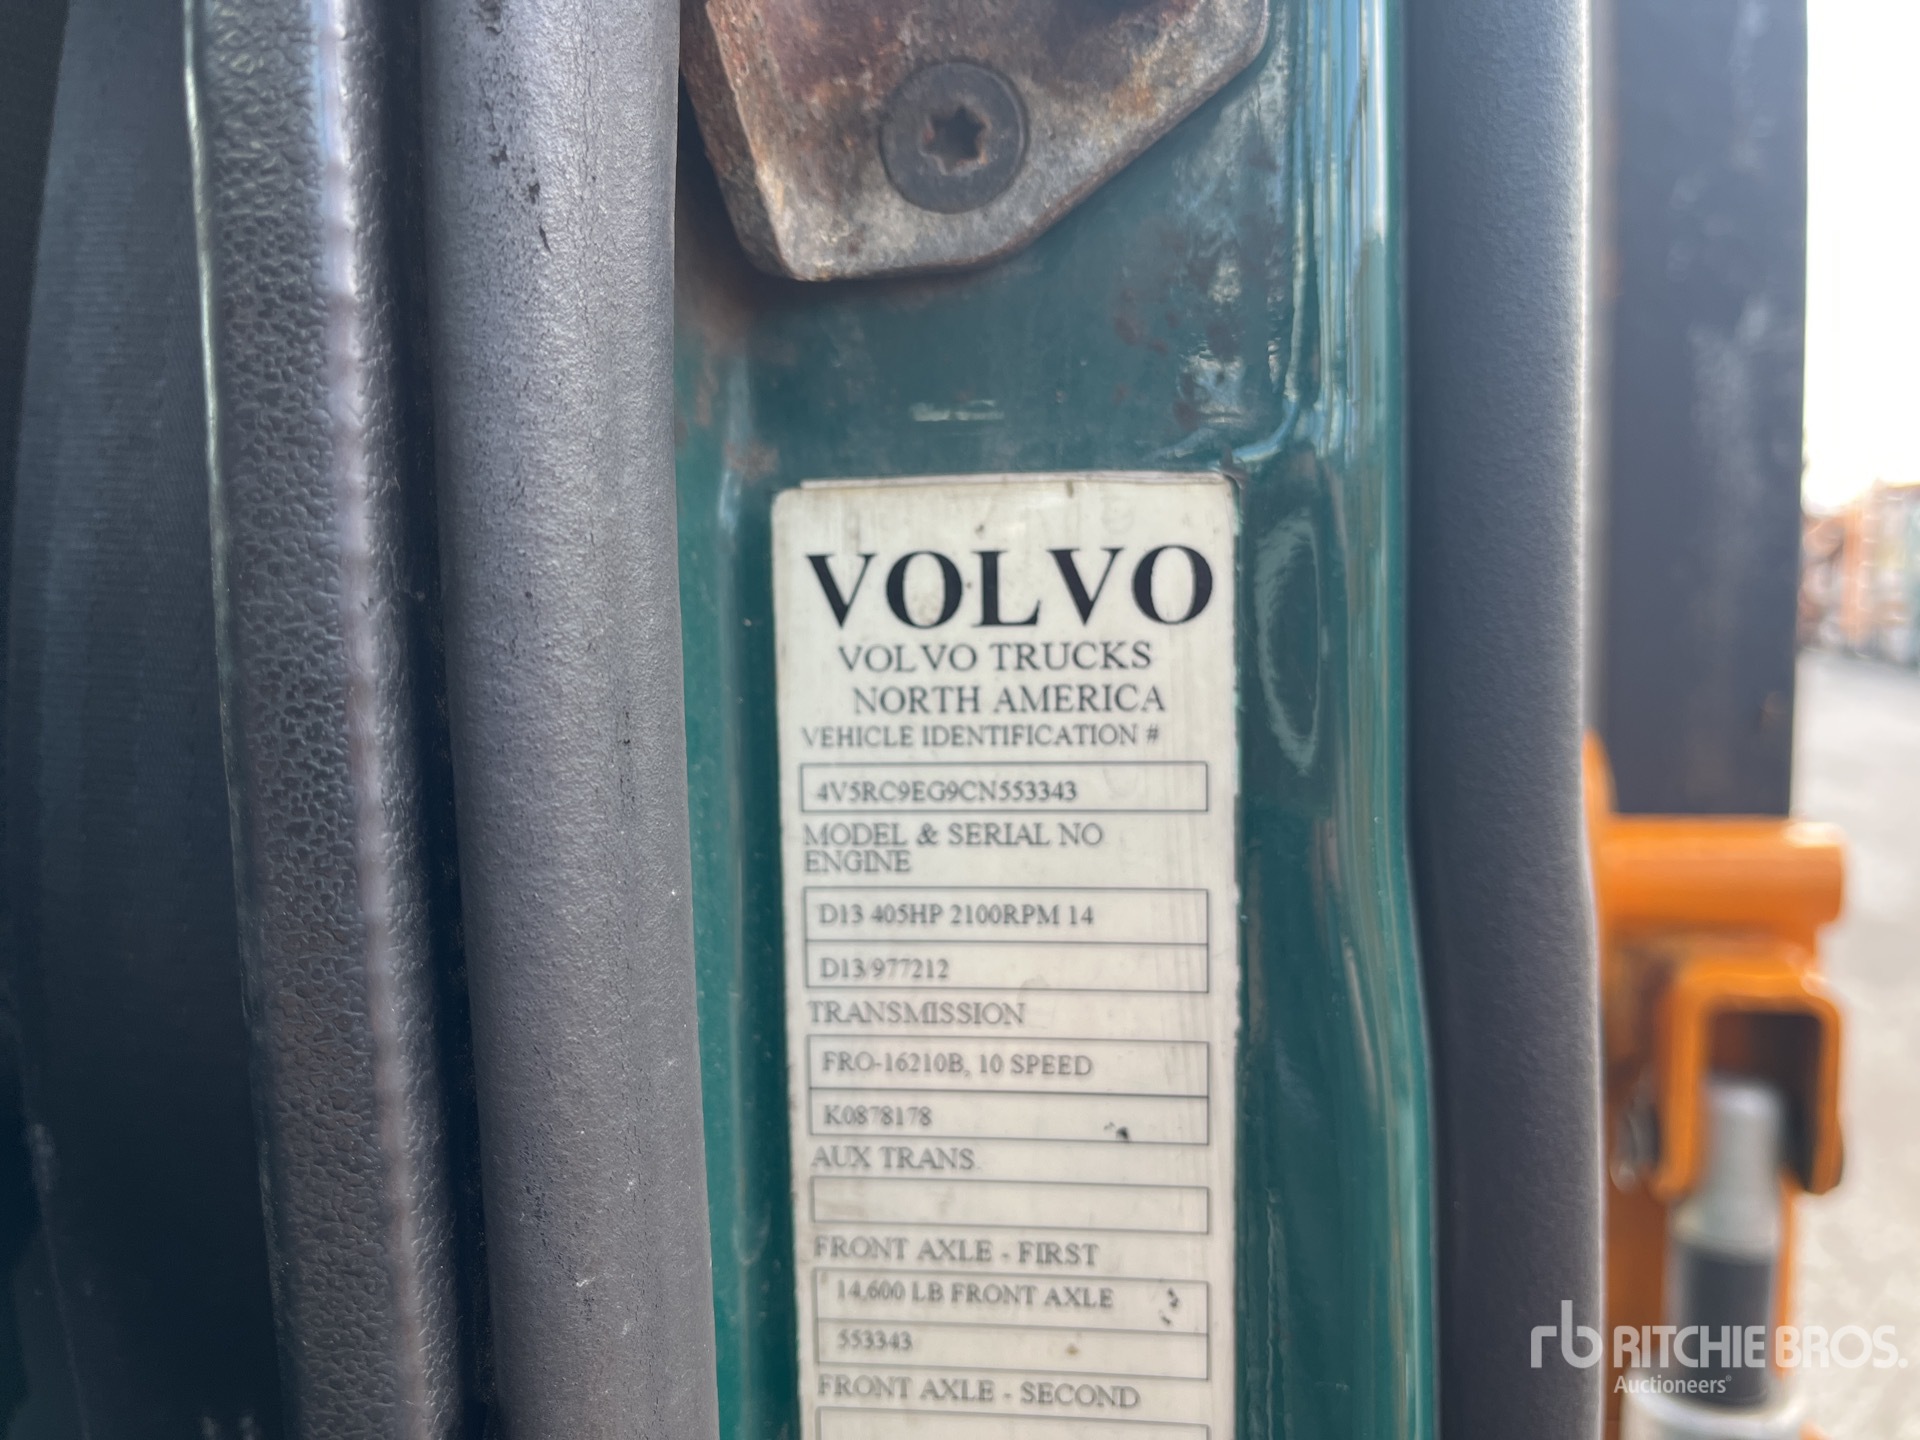 VOLVO
VOLVO TRUCKS
NORTH AMERICA
VEHICLE IDENTIFICATION #
4V5RC9EG9CN553343
MODEL & SERIAL NO
ENGINE
D13 405HP 2100RPM 14
D13/977212
TRANSMISSION
FRO-16210B, 10 SPEED
K0878178
AUX TRANS
FRONT AXLE - FIRST
14,600 LB FRONT AXLE
553343
FRONT AXLE - SECOND
rb RITCHIE BROS.
Auctioneers